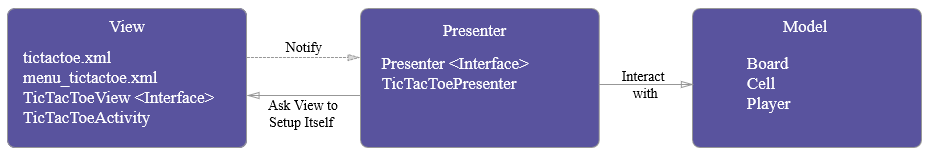 View
tictactoe.xml
menu_tictactoe.xml
TicTacToeView <Interface>
TicTacToeActivity
Notify
Ask View to
Setup Itself
Presenter
Presenter <Interface>
TicTacToePresenter
Interact
with
Model
Board
Cell
Player